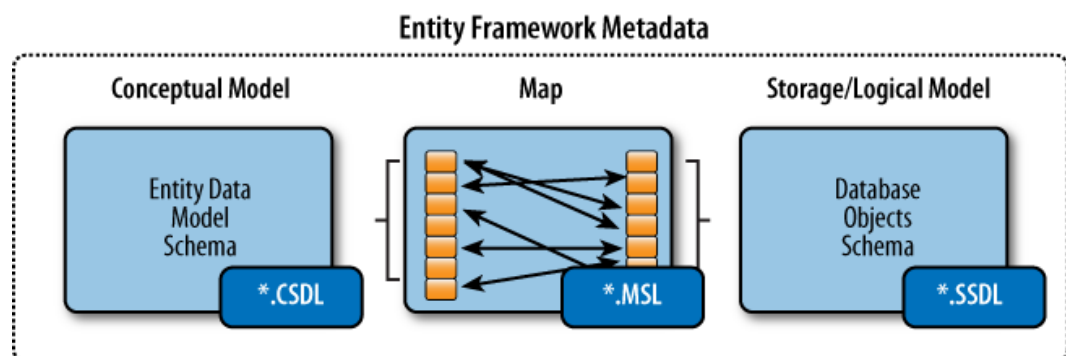 Entity Framework Metadata
Conceptual Model
Map
Storage/Logical Model
Entity Data
Model
Schema
*.CSDL
*.MSL
Database
Objects
Schema
*.SSDL